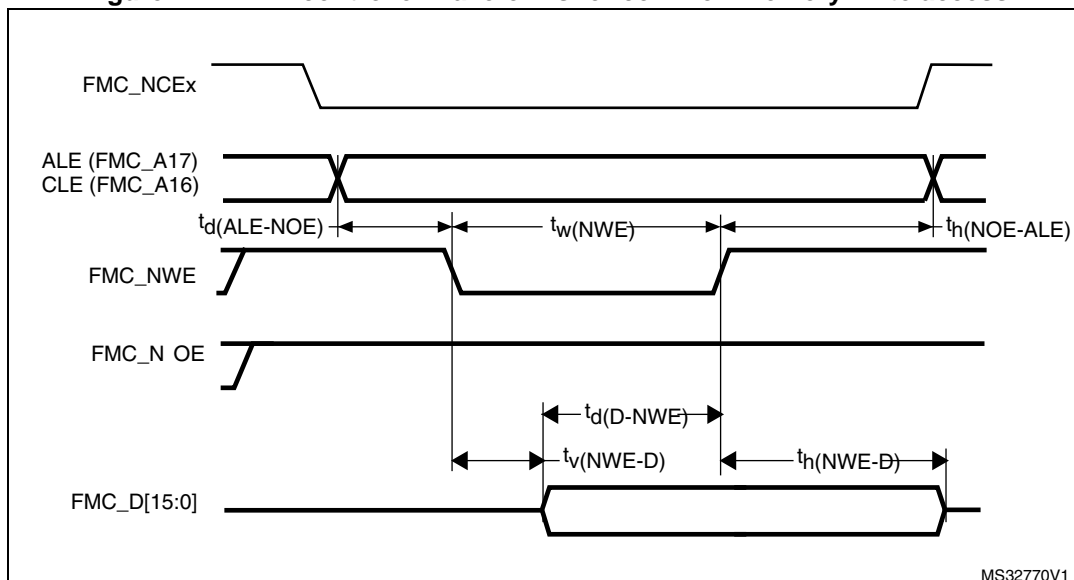 FMC_NCEx
ALE (FMC_A17)
CLE (FMC_A16)
td(ALE-NOE)
tw(NWE)
th(NOE-ALE)
FMC_NWE
FMC_N OE
td(D-NWE)
tv(NWE-D)
th(NWE-D)
FMC_D[15:0]
MS32770V1